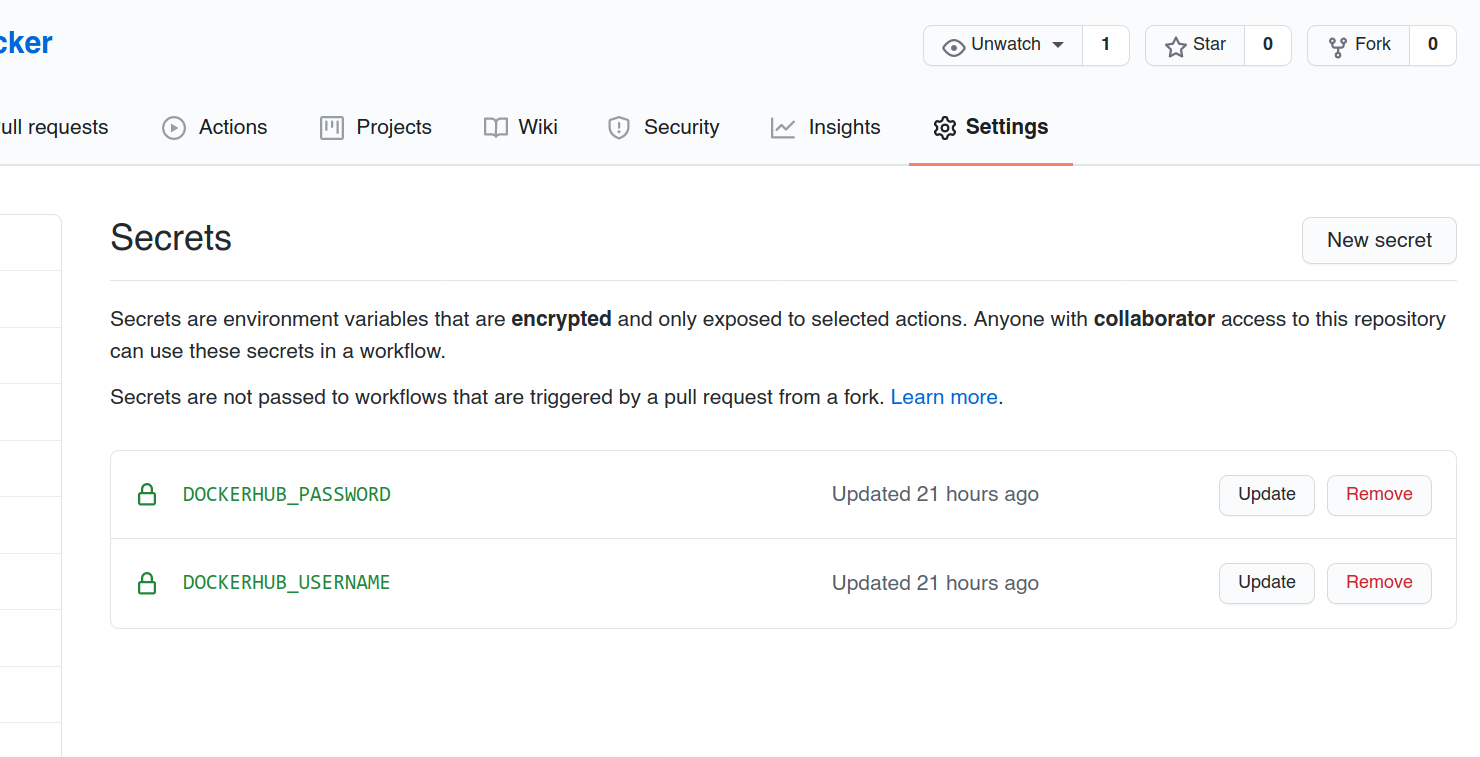 cker
Unwatch 1 Star 0 Fork 0
ull requests Actions Projects Wiki Security Insights Settings
Secrets
New secret
Secrets are environment variables that are encrypted and only exposed to selected actions. Anyone with collaborator access to this repository
can use these secrets in a workflow.
Secrets are not passed to workflows that are triggered by a pull request from a fork. Learn more.
DOCKERHUB_PASSWORD Updated 21 hours ago Update Remove
DOCKERHUB_USERNAME Updated 21 hours ago Update Remove